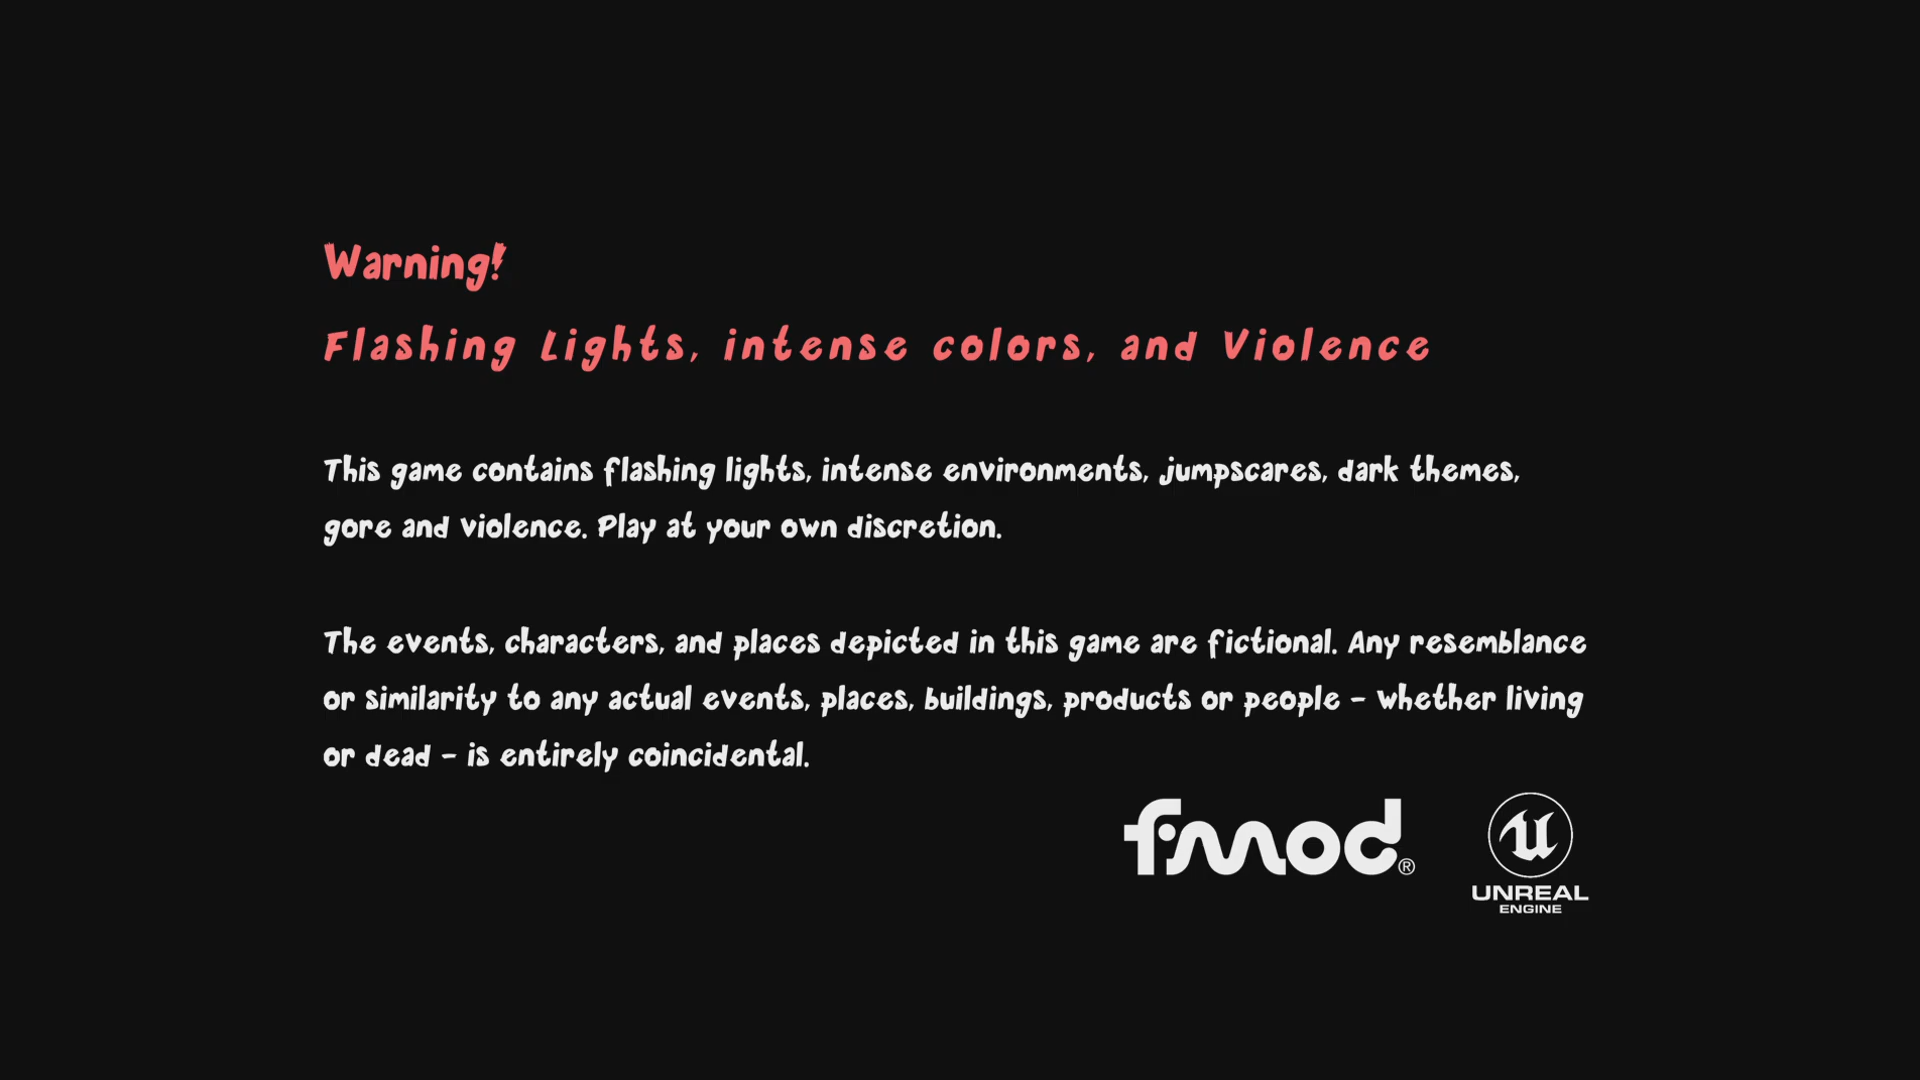 Warning!
Flashing Lights, intense colors, and Violence
This game contains flashing lights, intense environments, jumpscares, dark themes,
gore and violence. Play at your own discretion.
The events, characters, and places depicted in this game are fictional. Any resemblance
or similarity to any actual events, places, buildings, products or people - whether living
or dead - is entirely coincidental.
fmod®
UNREAL
ENGINE